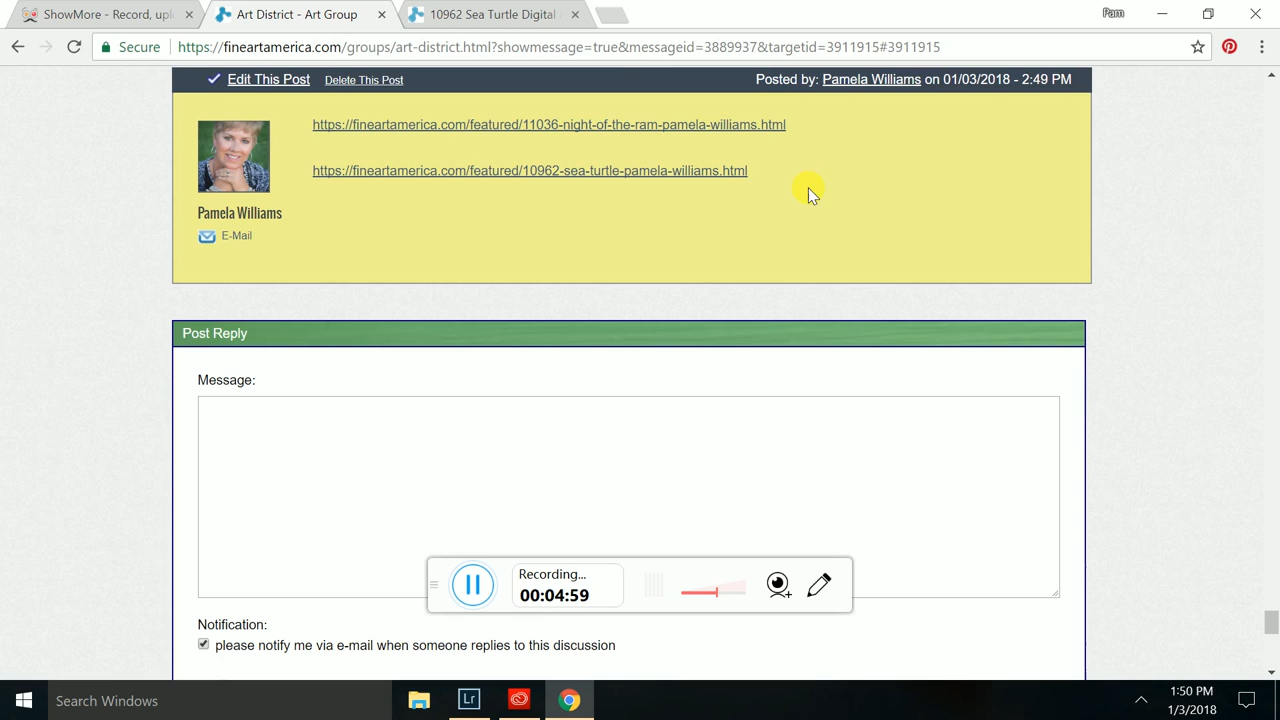 ShowMore - Record, upl
Art District - Art Group
10962 Sea Turtle Digital
Pam
Secure
https://fineartamerica.com/groups/art-district.html?showmessage=true&messageid=3889937&targetid=3911915#3911915
Edit This Post Delete This Post
Posted by: Pamela Williams on 01/03/2018 - 2:49 PM
https://fineartamerica.com/featured/11036-night-of-the-ram-pamela-williams.html
https://fineartamerica.com/featured/10962-sea-turtle-pamela-williams.html
Pamela Williams
E-Mail
Post Reply
Message:
Recording...
00:04:59
Notification:
please notify me via e-mail when someone replies to this discussion
Search Windows
Lr
1:50 PM
1/3/2018